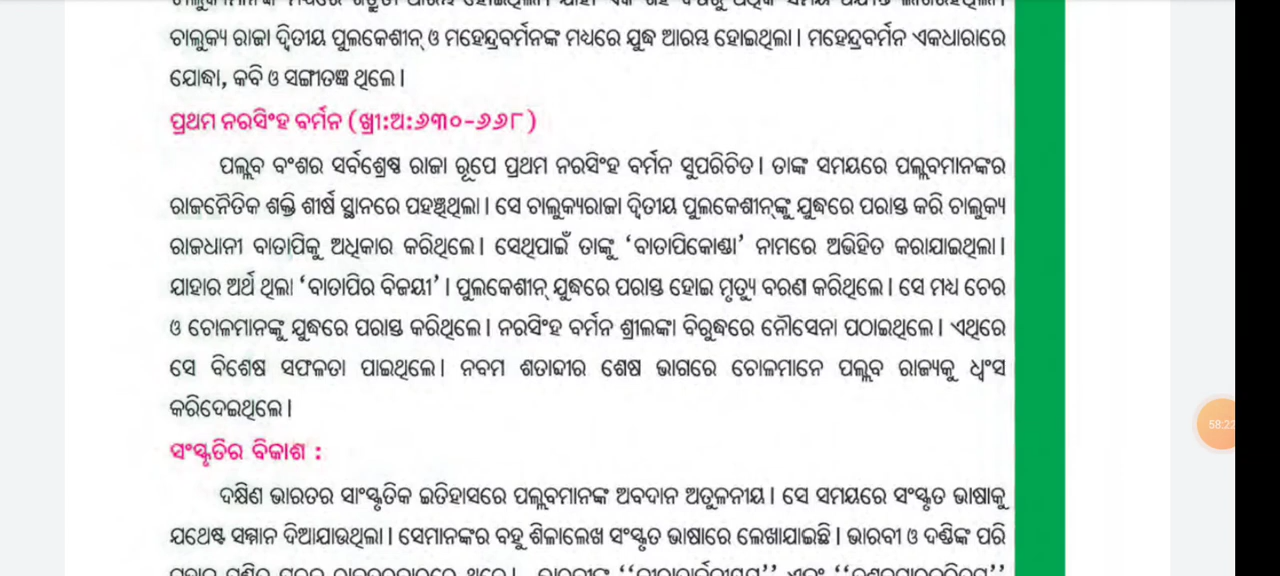 ଚାଲୁକ୍ୟ ରାଜା ଦ୍ୱିତୀୟ ପୁଲକେଶୀନ୍ ଓ ମହେନ୍ଦ୍ରବର୍ମନଙ୍କ ମଧ୍ୟରେ ଯୁଦ୍ଧ ଆରମ୍ଭ ହୋଇଥିଲା। ମହେନ୍ଦ୍ରବର୍ମନ ଏକଧାରାରେ
ଯୋଦ୍ଧା, କବି ଓ ସଙ୍ଗୀତଜ୍ଞ ଥିଲେ।
ପ୍ରଥମ ନରସିଂହ ବର୍ମନ (ଖ୍ରୀ:ଅ:୬୩୦-୬୬୮)
ପଲ୍ଲବ ବଂଶର ସର୍ବଶ୍ରେଷ୍ଠ ରାଜା ରୂପେ ପ୍ରଥମ ନରସିଂହ ବର୍ମନ ସୁପରିଚିତ। ତାଙ୍କ ସମୟରେ ପଲ୍ଲବମାନଙ୍କର
ରାଜନୈତିକ ଶକ୍ତି ଶୀର୍ଷ ସ୍ଥାନରେ ପହଞ୍ଚିଥିଲା। ସେ ଚାଲୁକ୍ୟରାଜା ଦ୍ୱିତୀୟ ପୁଲକେଶୀନ୍‌ଙ୍କୁ ଯୁଦ୍ଧରେ ପରାସ୍ତ କରି ଚାଲୁକ୍ୟ
ରାଜଧାନୀ ବାତାପିକୁ ଅଧିକାର କରିଥିଲେ। ସେଥିପାଇଁ ତାଙ୍କୁ ‘ବାତାପିକୋଣ୍ଡା’ ନାମରେ ଅଭିହିତ କରାଯାଇଥିଲା।
ଯାହାର ଅର୍ଥ ଥିଲା ‘ବାତାପିର ବିଜୟୀ’। ପୁଲକେଶୀନ୍ ଯୁଦ୍ଧରେ ପରାସ୍ତ ହୋଇ ମୃତ୍ୟୁ ବରଣ କରିଥିଲେ। ସେ ମଧ୍ୟ ଚେର
ଓ ଚୋଳମାନଙ୍କୁ ଯୁଦ୍ଧରେ ପରାସ୍ତ କରିଥିଲେ। ନରସିଂହ ବର୍ମନ ଶ୍ରୀଲଙ୍କା ବିରୁଦ୍ଧରେ ନୌସେନା ପଠାଇଥିଲେ। ଏଥିରେ
ସେ ବିଶେଷ ସଫଳତା ପାଇଥିଲେ। ନବମ ଶତାବ୍ଦୀର ଶେଷ ଭାଗରେ ଚୋଳମାନେ ପଲ୍ଲବ ରାଜ୍ୟକୁ ଧ୍ୱଂସ
କରିଦେଇଥିଲେ।
ସଂସ୍କୃତିର ବିକାଶ :
ଦକ୍ଷିଣ ଭାରତର ସାଂସ୍କୃତିକ ଇତିହାସରେ ପଲ୍ଲବମାନଙ୍କ ଅବଦାନ ଅତୁଳନୀୟ। ସେ ସମୟରେ ସଂସ୍କୃତ ଭାଷାକୁ
ଯଥେଷ୍ଟ ସମ୍ମାନ ଦିଆଯାଉଥିଲା। ସେମାନଙ୍କର ବହୁ ଶିଳାଲେଖ ସଂସ୍କୃତ ଭାଷାରେ ଲେଖାଯାଇଛି। ଭାରବୀ ଓ ଦଣ୍ଡିଙ୍କ ପରି
58:22